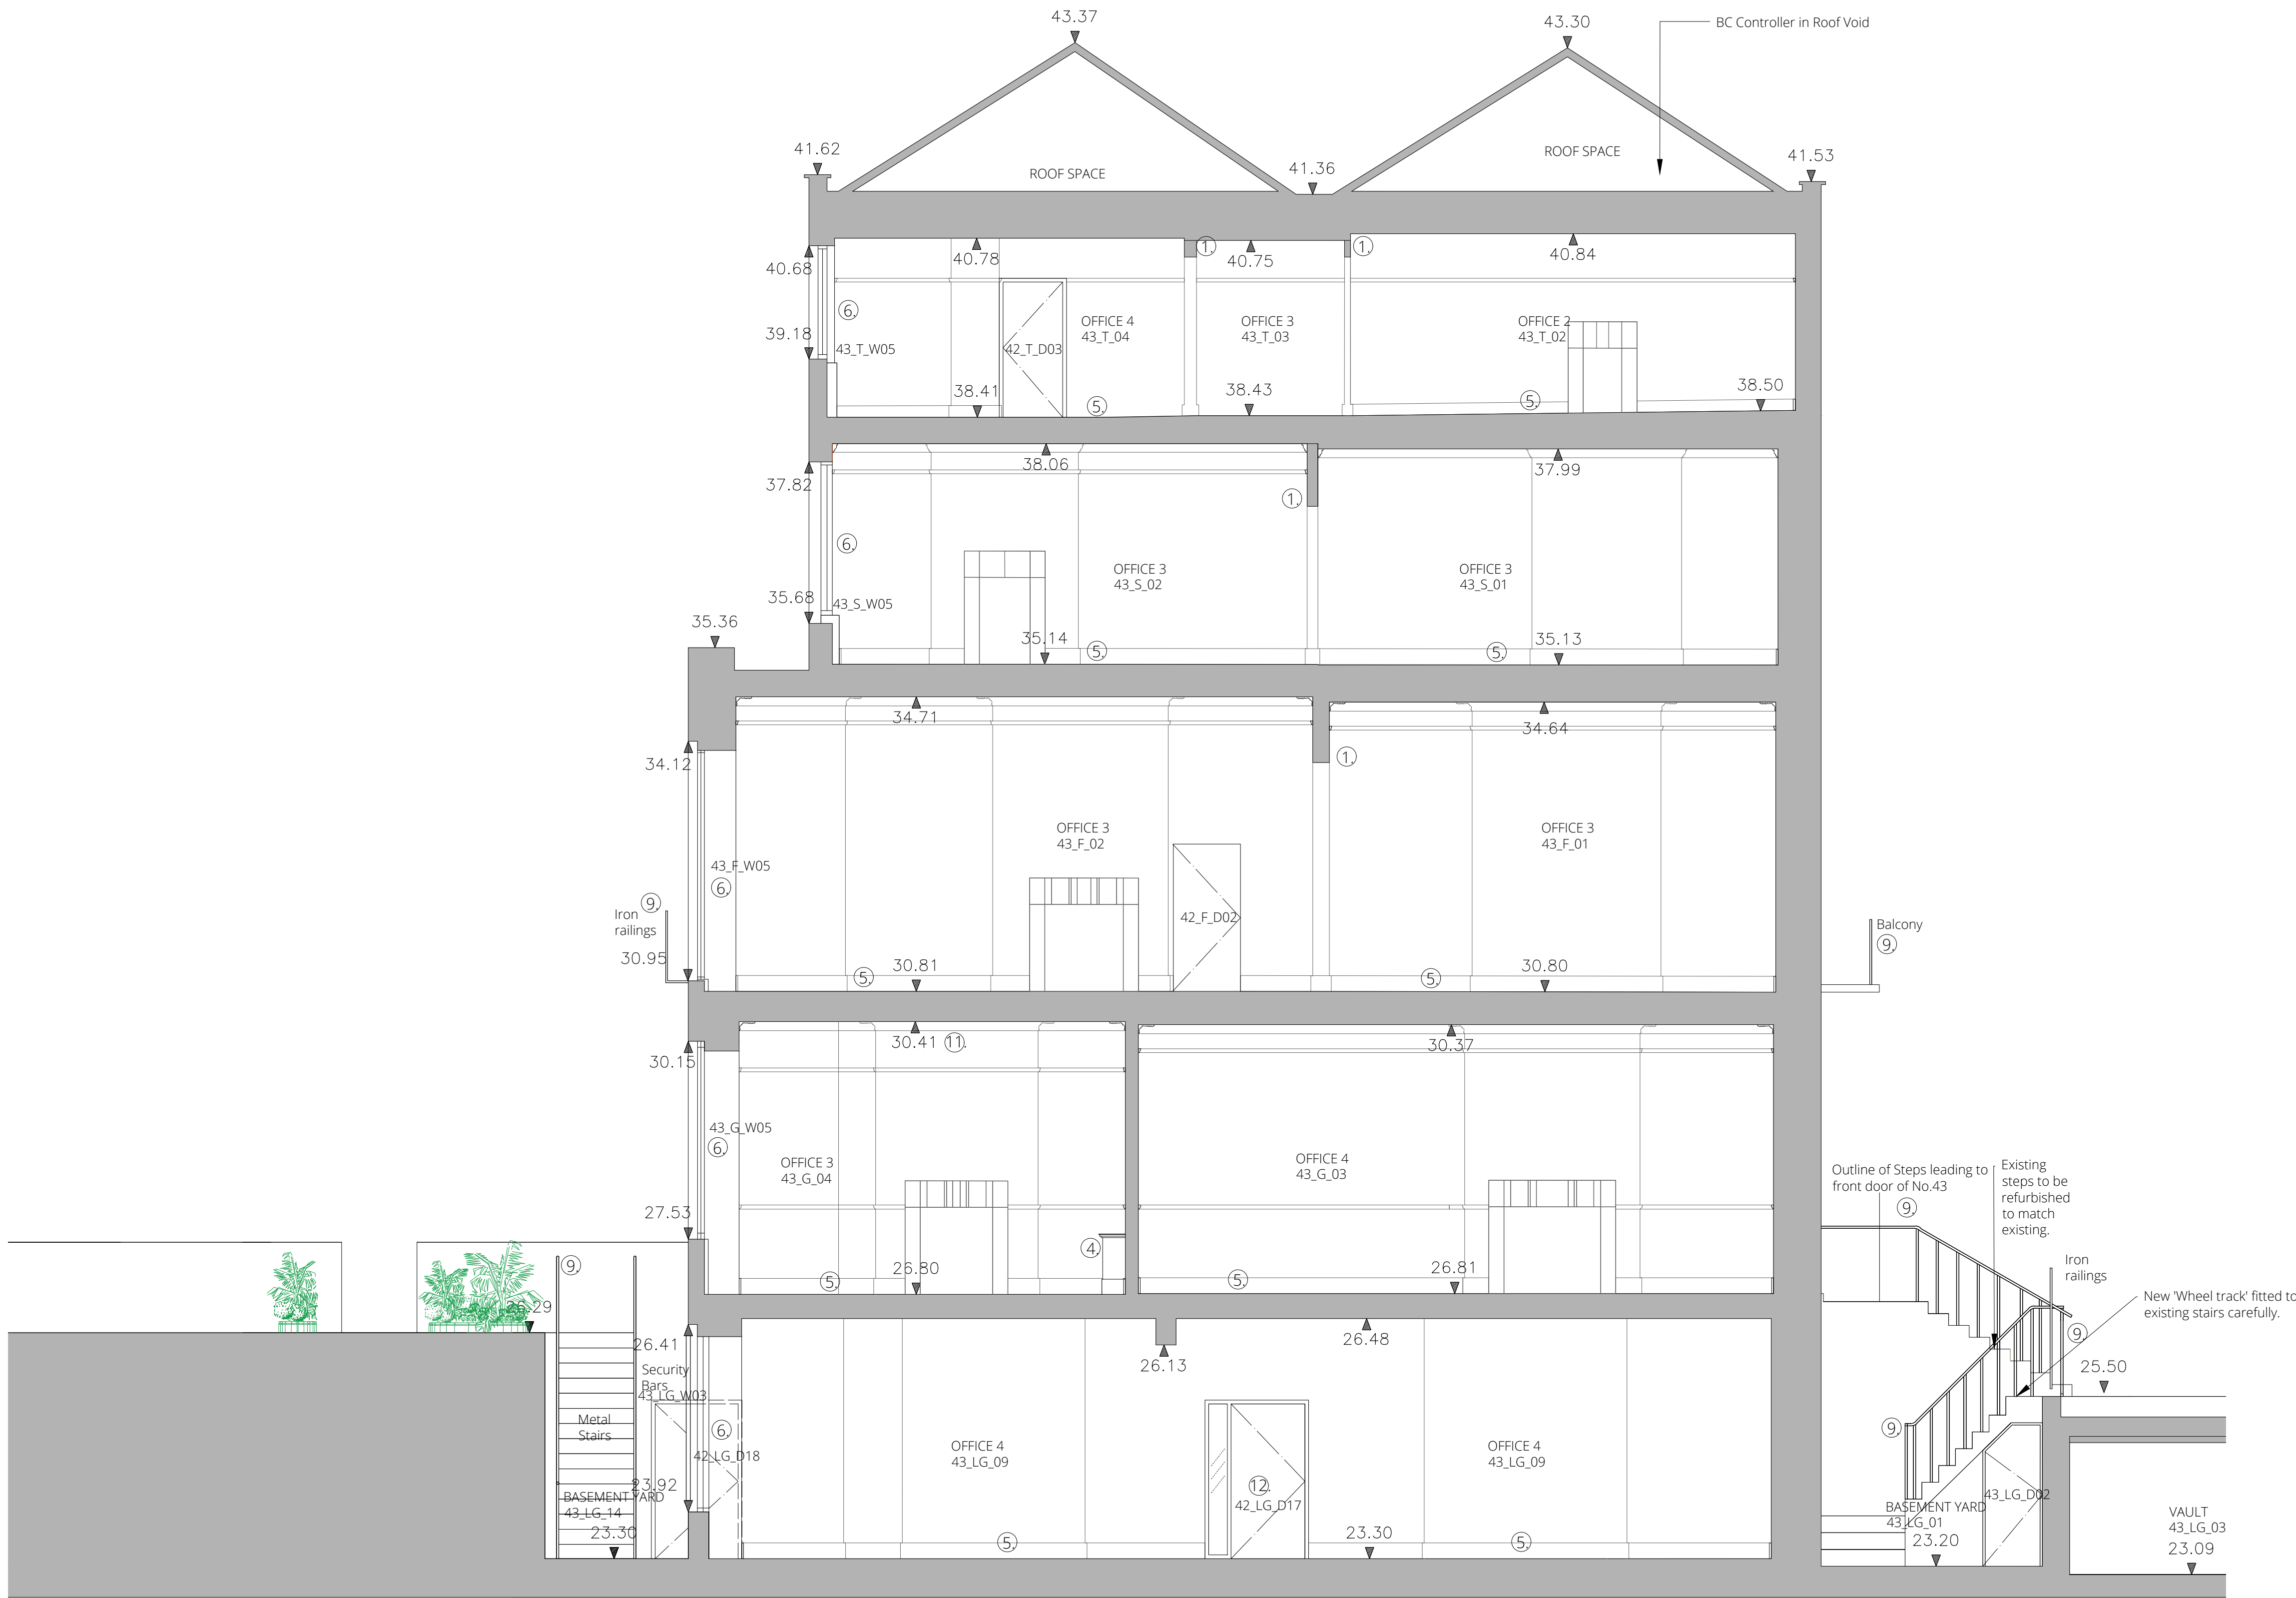 43.37
43.30
BC Controller in Roof Void
41.62
ROOF SPACE
41.36
ROOF SPACE
41.53
40.68
40.78
1.
40.75
1.
40.84
6.
39.18
43_T_W05
42_T_D03
OFFICE 4
43_T_04
OFFICE 3
43_T_03
OFFICE 2
43_T_02
38.41
5.
38.43
5.
38.50
37.82
38.06
1.
37.99
6.
OFFICE 3
43_S_02
OFFICE 3
43_S_01
35.68
43_S_W05
35.36
35.14
5.
5.
35.13
34.71
34.64
34.12
1.
OFFICE 3
43_F_02
OFFICE 3
43_F_01
43_F_W05
6.
9.
Iron
railings
42_F_D02
Balcony
9.
30.95
5.
30.81
5.
30.80
30.41
11.
30.37
30.15
43_G_W05
6.
OFFICE 3
43_G_04
OFFICE 4
43_G_03
Outline of Steps leading to
front door of No.43
9.
Existing
steps to be
refurbished
to match
existing.
27.53
4.
9.
5.
26.80
5.
26.81
Iron
railings
New 'Wheel track' fitted to
existing stairs carefully.
26.29
26.41
26.13
26.48
9.
25.50
Security
Bars
43_LG_W03
Metal
Stairs
6.
42_LG_D18
OFFICE 4
43_LG_09
OFFICE 4
43_LG_09
9.
23.92
12.
42_LG_D17
BASEMENT YARD
43_LG_14
23.30
5.
23.30
5.
43_LG_D02
BASEMENT YARD
43_LG_01
23.20
VAULT
43_LG_03
23.09